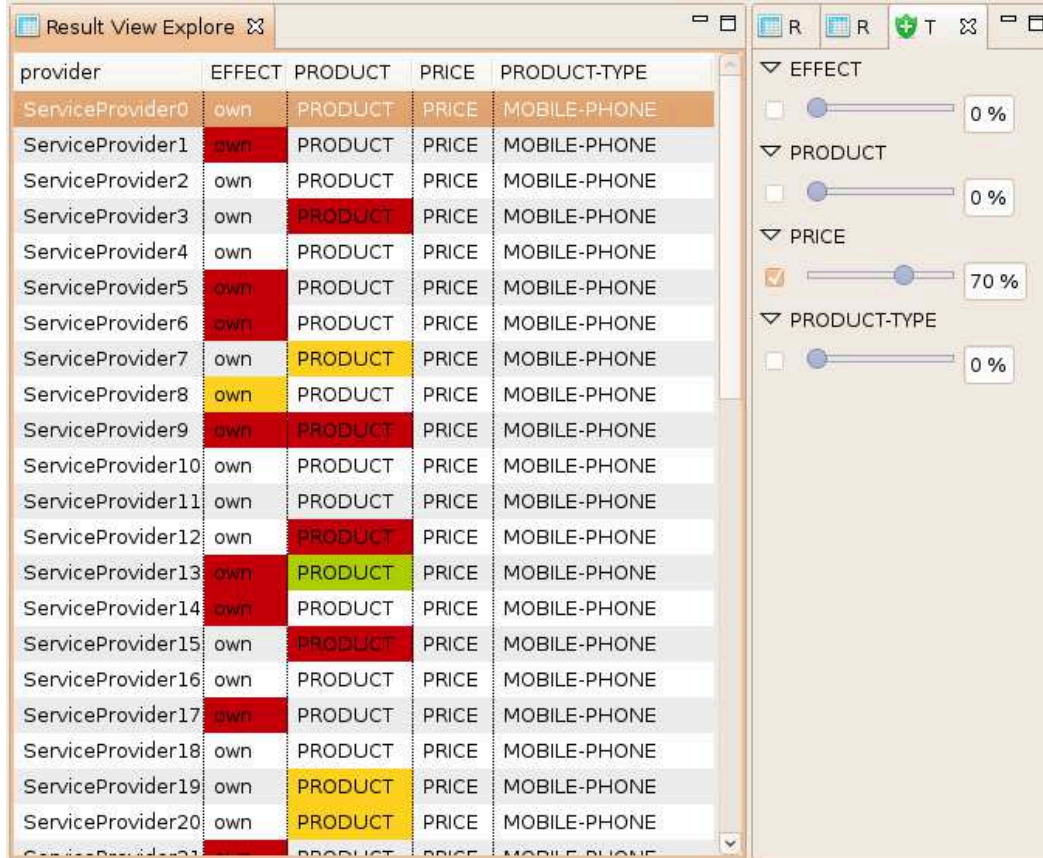 Result View Explore
R R T
provider EFFECT PRODUCT PRICE PRODUCT-TYPE
ServiceProvider0 own PRODUCT PRICE MOBILE-PHONE
ServiceProvider1 own PRODUCT PRICE MOBILE-PHONE
ServiceProvider2 own PRODUCT PRICE MOBILE-PHONE
ServiceProvider3 own PRODUCT PRICE MOBILE-PHONE
ServiceProvider4 own PRODUCT PRICE MOBILE-PHONE
ServiceProvider5 own PRODUCT PRICE MOBILE-PHONE
ServiceProvider6 own PRODUCT PRICE MOBILE-PHONE
ServiceProvider7 own PRODUCT PRICE MOBILE-PHONE
ServiceProvider8 own PRODUCT PRICE MOBILE-PHONE
ServiceProvider9 own PRODUCT PRICE MOBILE-PHONE
ServiceProvider10 own PRODUCT PRICE MOBILE-PHONE
ServiceProvider11 own PRODUCT PRICE MOBILE-PHONE
ServiceProvider12 own PRODUCT PRICE MOBILE-PHONE
ServiceProvider13 own PRODUCT PRICE MOBILE-PHONE
ServiceProvider14 own PRODUCT PRICE MOBILE-PHONE
ServiceProvider15 own PRODUCT PRICE MOBILE-PHONE
ServiceProvider16 own PRODUCT PRICE MOBILE-PHONE
ServiceProvider17 own PRODUCT PRICE MOBILE-PHONE
ServiceProvider18 own PRODUCT PRICE MOBILE-PHONE
ServiceProvider19 own PRODUCT PRICE MOBILE-PHONE
ServiceProvider20 own PRODUCT PRICE MOBILE-PHONE
EFFECT
0 %
PRODUCT
0 %
PRICE
70 %
PRODUCT-TYPE
0 %